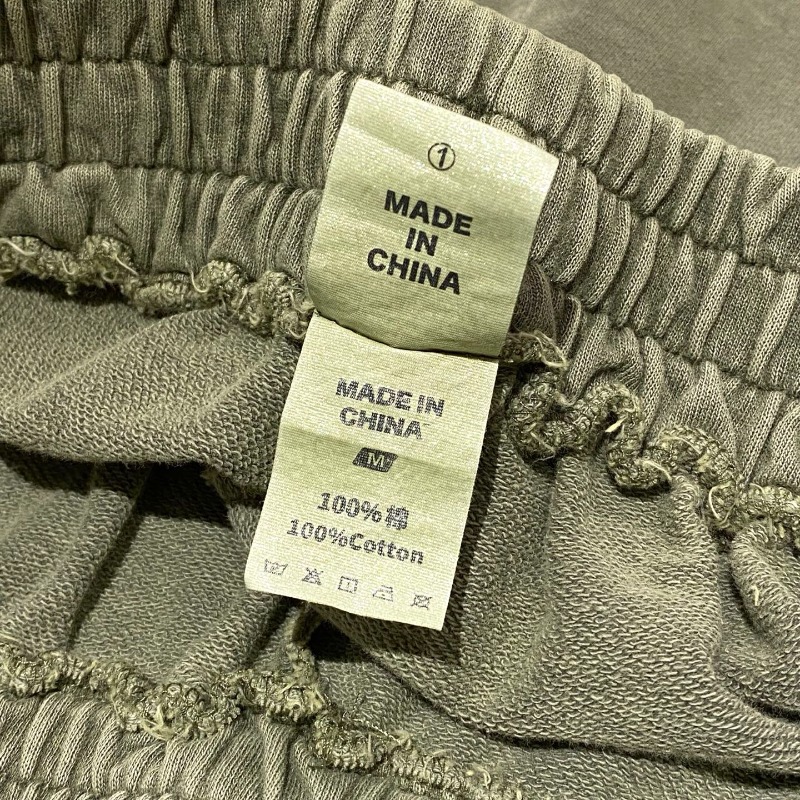 ①
MADE
IN
CHINA
MADE IN
CHINA
M
100%棉
100%Cotton